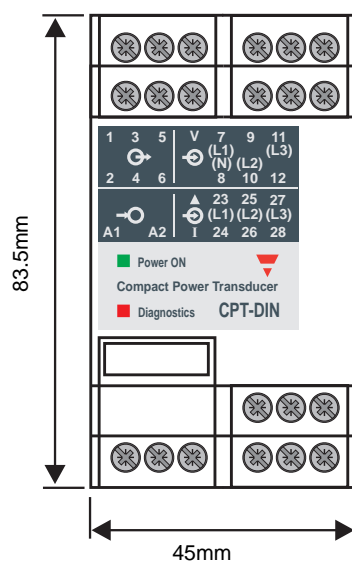 1 3 5 V 7 9 11
(L1) (L3)
(N) (L2)
2 4 6 8 10 12
23 25 27
(L1) (L2) (L3)
A1 A2 I 24 26 28
Power ON
Compact Power Transducer
Diagnostics CPT-DIN
83.5mm
45mm